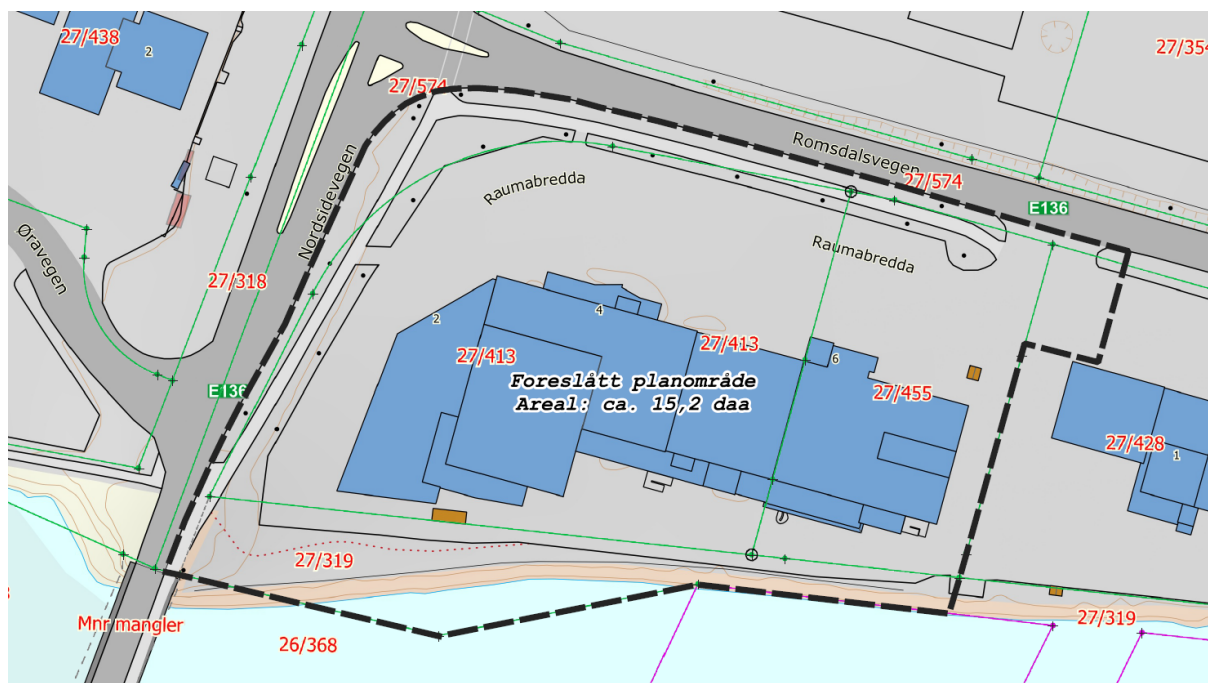 27/438
2
27/574
27/354
Romsdalsvegen
27/574
E136
Nordsidevegen
Raumabredda
Raumabredda
Øravegen
27/318
2
4
27/413
27/413
6
E136
Foreslått planområde
Areal: ca. 15,2 daa
27/455
27/428
1
27/319
27/319
Mnr mangler
26/368